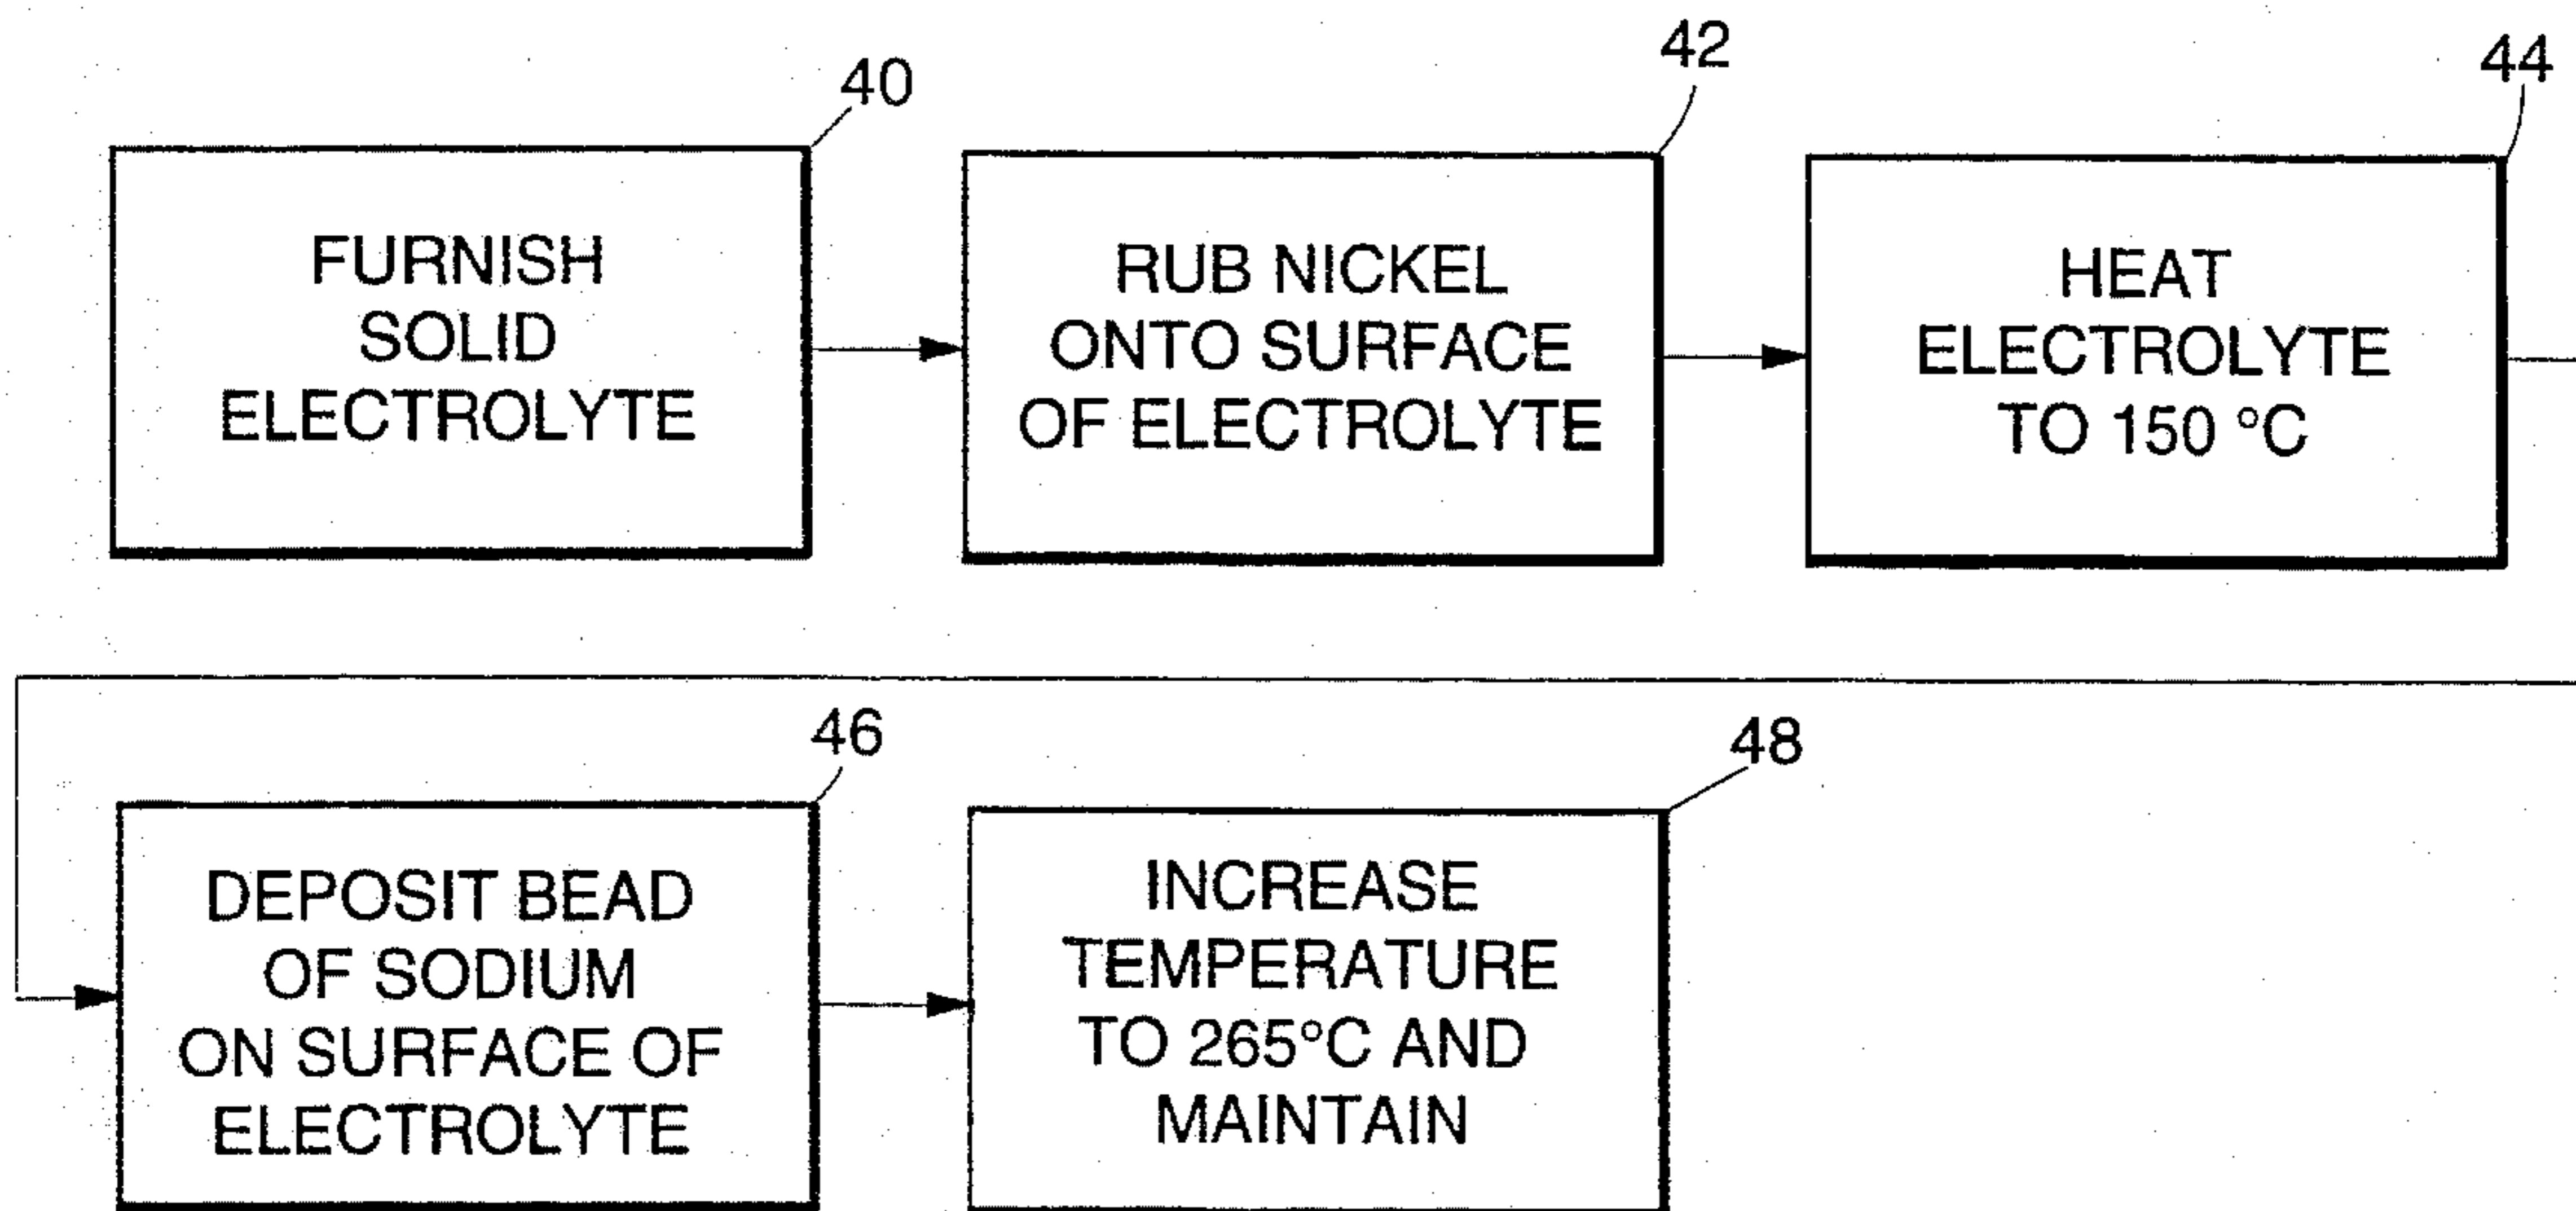 40
FURNISH
SOLID
ELECTROLYTE
42
RUB NICKEL
ONTO SURFACE
OF ELECTROLYTE
44
HEAT
ELECTROLYTE
TO 150 °C
46
DEPOSIT BEAD
OF SODIUM
ON SURFACE OF
ELECTROLYTE
48
INCREASE
TEMPERATURE
TO 265°C AND
MAINTAIN